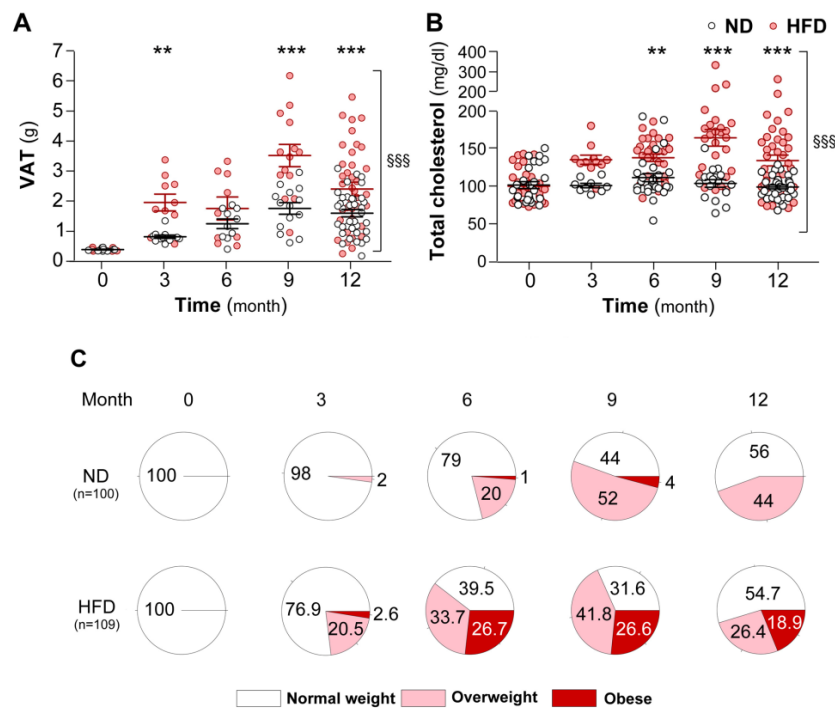 A
VAT (g)
7
6
5
4
3
2
1
0
** *** ***
§§§
0 3 6 9 12
Time (month)
B
ND HFD
Total cholesterol (mg/dl)
400
300
200
200
150
100
50
0
** *** ***
§§§
0 3 6 9 12
Time (month)
C
Month 0 3 6 9 12
ND
(n=100)
100
98 2
79 20 1
44 52 4
56 44
HFD
(n=109)
100
76.9 20.5 2.6
39.5 33.7 26.7
31.6 41.8 26.6
54.7 26.4 18.9
Normal weight Overweight Obese